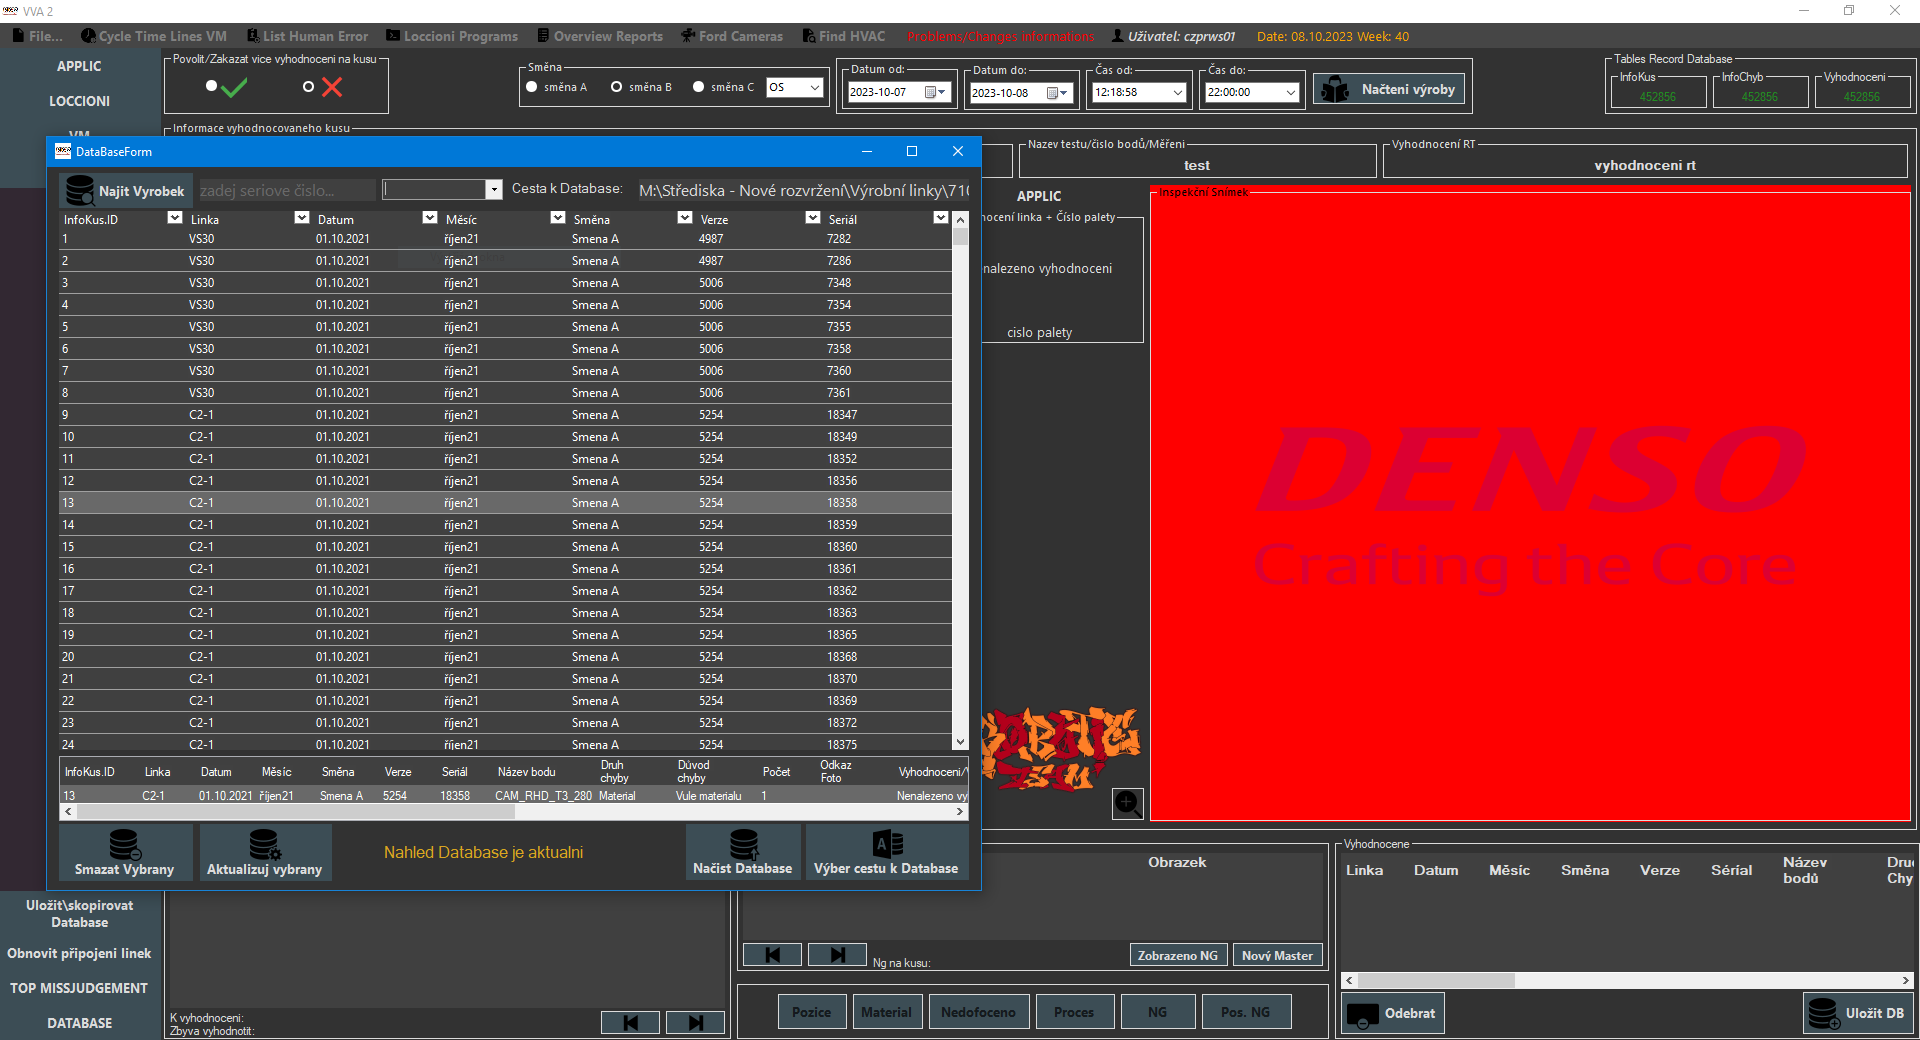 VVA 2
File...
Cycle Time Lines VM
List Human Error
Loccioni Programs
Overview Reports
Ford Cameras
Find HVAC
Problems/Changes informations
Uživatel: czprws01
Date: 08.10.2023 Week: 40
APPLIC
LOCCIONI
VM
Povolit/Zakazat vice vyhodnoceni na kusu
Směna
směna A
směna B
směna C
OS
Datum od:
2023-10-07
Datum do:
2023-10-08
Čas od:
12:18:58
Čas do:
22:00:00
Načteni výroby
Tables Record Database
InfoKus
452856
InfoChyb
452856
Vyhodnoceni
452856
Informace vyhodnocovaneho kusu
Nazev testu/čislo bodů/Měřeni
test
Vyhodnocení RT
vyhodnoceni rt
DataBaseForm
Najit Vyrobek
zadej seriove čislo...
Cesta k Database:
M:\Střediska - Nové rozvržení\Výrobní linky\710
InfoKus.ID Linka Datum Měsíc Směna Verze Seriál
1 VS30 01.10.2021 říjen21 Smena A 4987 7282
2 VS30 01.10.2021 říjen21 Smena A 4987 7286
3 VS30 01.10.2021 říjen21 Smena A 5006 7348
4 VS30 01.10.2021 říjen21 Smena A 5006 7354
5 VS30 01.10.2021 říjen21 Smena A 5006 7355
6 VS30 01.10.2021 říjen21 Smena A 5006 7358
7 VS30 01.10.2021 říjen21 Smena A 5006 7360
8 VS30 01.10.2021 říjen21 Smena A 5006 7361
9 C2-1 01.10.2021 říjen21 Smena A 5254 18347
10 C2-1 01.10.2021 říjen21 Smena A 5254 18349
11 C2-1 01.10.2021 říjen21 Smena A 5254 18352
12 C2-1 01.10.2021 říjen21 Smena A 5254 18356
13 C2-1 01.10.2021 říjen21 Smena A 5254 18358
14 C2-1 01.10.2021 říjen21 Smena A 5254 18359
15 C2-1 01.10.2021 říjen21 Smena A 5254 18360
16 C2-1 01.10.2021 říjen21 Smena A 5254 18361
17 C2-1 01.10.2021 říjen21 Smena A 5254 18362
18 C2-1 01.10.2021 říjen21 Smena A 5254 18363
19 C2-1 01.10.2021 říjen21 Smena A 5254 18365
20 C2-1 01.10.2021 říjen21 Smena A 5254 18368
21 C2-1 01.10.2021 říjen21 Smena A 5254 18370
22 C2-1 01.10.2021 říjen21 Smena A 5254 18369
23 C2-1 01.10.2021 říjen21 Smena A 5254 18372
24 C2-1 01.10.2021 říjen21 Smena A 5254 18375
InfoKus.ID Linka Datum Měsíc Směna Verze Seriál Název bodu Druh chyby Důvod chyby Počet Odkaz Foto Vyhodnoceni/V
13 C2-1 01.10.2021 říjen21 Smena A 5254 18358 CAM_RHD_T3_280 Material Vule materialu 1 Nenalezeno vy
Smazat Vybrany
Aktualizuj vybrany
Nahled Database je aktualni
Načist Database
Výber cestu k Database
APPLIC
nocení linka + Číslo palety
nalezeno vyhodnoceni
cislo palety
Inspekční Snímek
DENSO
Crafting the Core
Uložit\skopirovat
Database
Obnovit připojeni linek
TOP MISSJUDGEMENT
DATABASE
K vyhodnoceni:
Zbyva vyhodnotit:
Obrazek
Ng na kusu:
Zobrazeno NG
Nový Master
Pozice
Material
Nedofoceno
Proces
NG
Pos. NG
Vyhodnocene
Linka Datum Měsíc Směna Verze Sérial Název bodů Druh Chy
Odebrat
Uložit DB